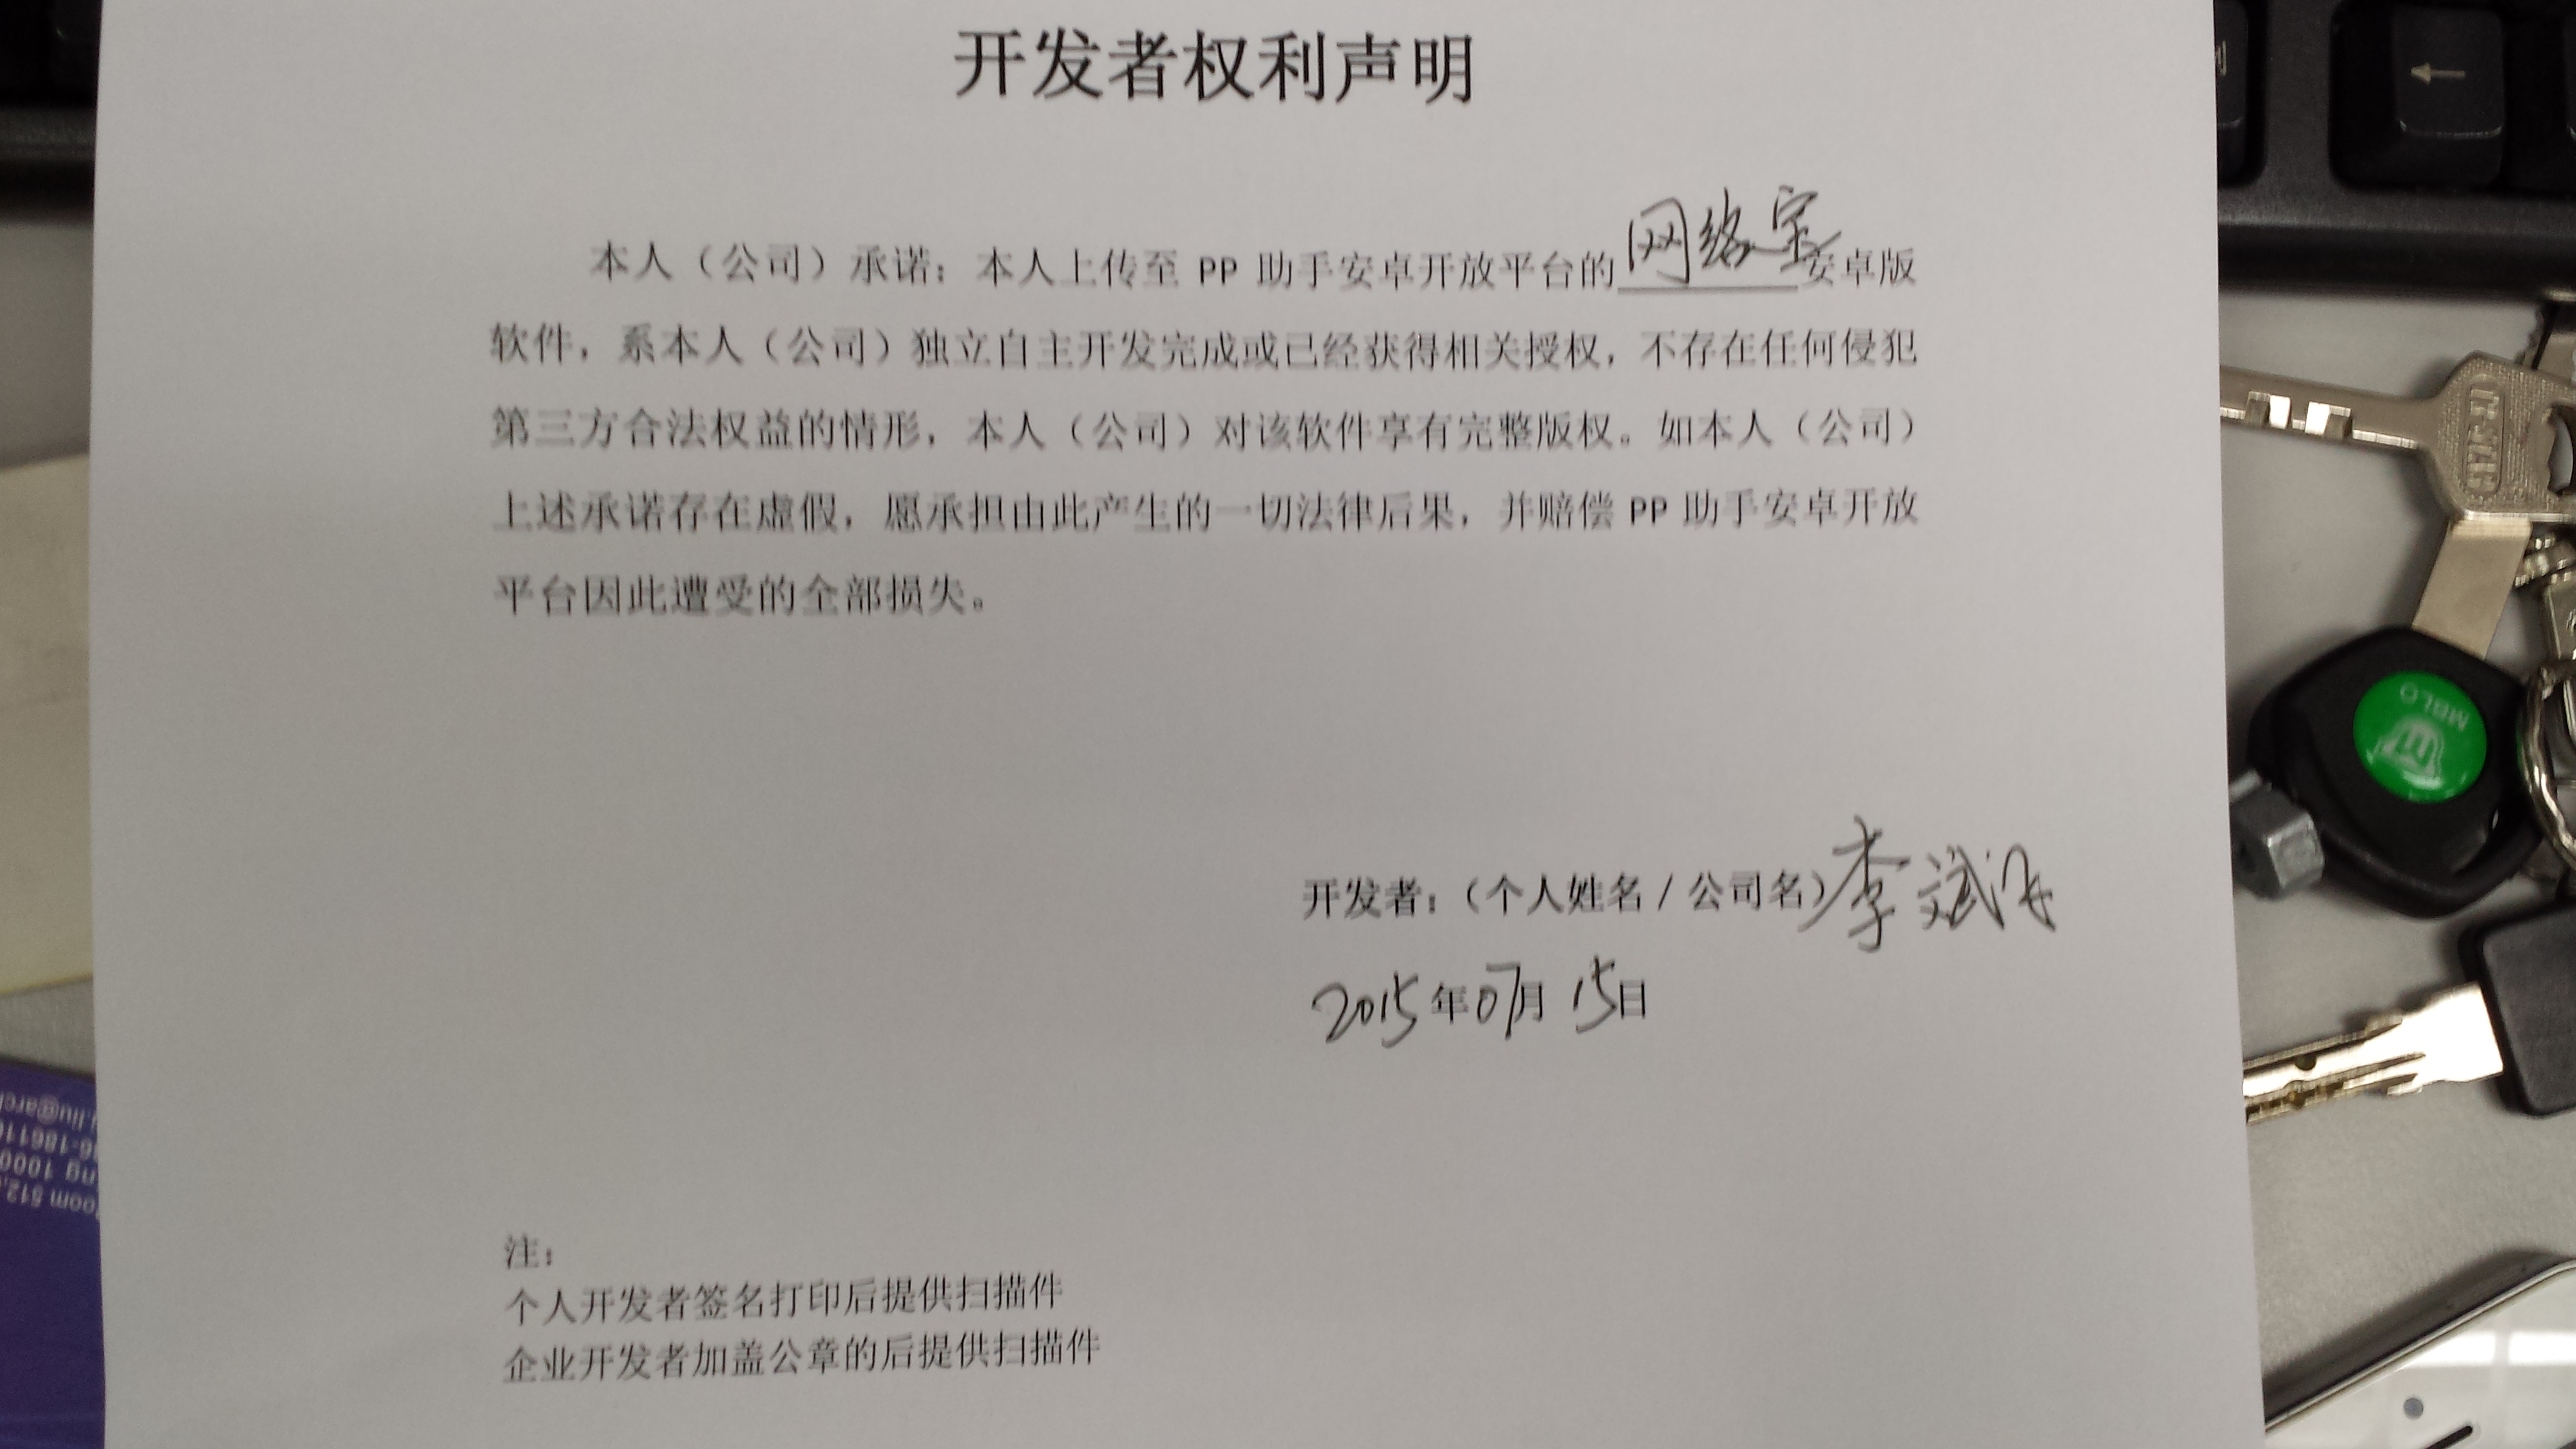 开发者权利声明
本人（公司）承诺：本人上传至 PP 助手安卓开放平台的网络一家安卓版
软件，系本人（公司）独立自主开发完成或已经获得相关授权，不存在任何侵犯
第三方合法权益的情形，本人（公司）对该软件享有完整版权。如本人（公司）
上述承诺存在虚假，愿承担由此产生的一切法律后果，并赔偿 PP 助手安卓开放
平台因此遭受的全部损失。
开发者：（个人姓名 / 公司名）李斌
2015年07月15日
注：
个人开发者签名打印后提供扫描件
企业开发者加盖公章的后提供扫描件
oom 512,
ng 1000
MBLO